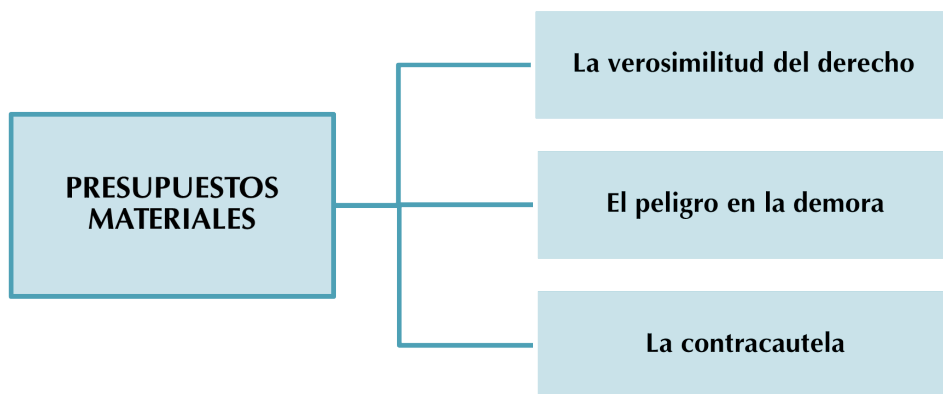 PRESUPUESTOS
MATERIALES
La verosimilitud del derecho
El peligro en la demora
La contracautela